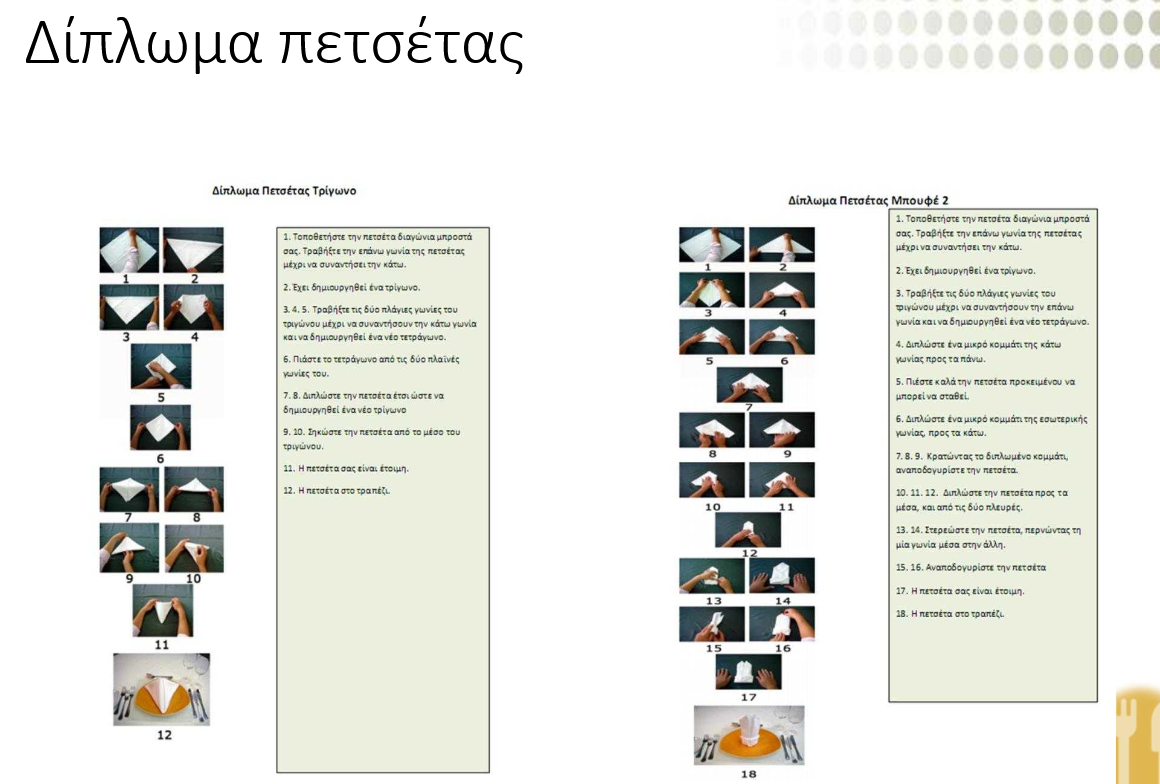 Δίπλωμα πετσέτας
Δίπλωμα Πετσέτας Τρίγωνο
1
2
3
4
5
6
7
8
9
10
11
12
1. Τοποθετήστε την πετσέτα διαγώνια μπροστά
σας. Τραβήξτε την επάνω γωνία της πετσέτας
μέχρι να συναντήσει την κάτω.
2. Έχει δημιουργηθεί ένα τρίγωνο.
3. 4. 5. Τραβήξτε τις δύο πλάγιες γωνίες του
τριγώνου μέχρι να συναντήσουν την κάτω γωνία
και να δημιουργηθεί ένα νέο τετράγωνο.
6. Πιάστε το τετράγωνο από τις δύο πλαϊνές
γωνίες του.
7. 8. Διπλώστε την πετσέτα έτσι ώστε να
δημιουργηθεί ένα νέο τρίγωνο
9. 10. Σηκώστε την πετσέτα από το μέσο του
τριγώνου.
11. Η πετσέτα σας είναι έτοιμη.
12. Η πετσέτα στο τραπέζι.
Δίπλωμα Πετσέτας Μπουφέ 2
1
2
3
4
5
6
7
8
9
10
11
12
13
14
15
16
17
18
1. Τοποθετήστε την πετσέτα διαγώνια μπροστά
σας. Τραβήξτε την επάνω γωνία της πετσέτας
μέχρι να συναντήσει την κάτω.
2. Έχει δημιουργηθεί ένα τρίγωνο.
3. Τραβήξτε τις δύο πλάγιες γωνίες του
τριγώνου μέχρι να συναντήσουν την επάνω
γωνία και να δημιουργηθεί ένα νέο τετράγωνο.
4. Διπλώστε ένα μικρό κομμάτι της κάτω
γωνίας προς τα πάνω.
5. Πιέστε καλά την πετσέτα προκειμένου να
μπορεί να σταθεί.
6. Διπλώστε ένα μικρό κομμάτι της εσωτερικής
γωνίας, προς τα κάτω.
7. 8. 9. Κρατώντας το διπλωμένο κομμάτι,
αναποδογυρίστε την πετσέτα.
10. 11. 12. Διπλώστε την πετσέτα προς τα
μέσα, και από τις δύο πλευρές.
13. 14. Στερεώστε την πετσέτα, περνώντας τη
μία γωνία μέσα στην άλλη.
15. 16. Αναποδογυρίστε την πετσέτα
17. Η πετσέτα σας είναι έτοιμη.
18. Η πετσέτα στο τραπέζι.